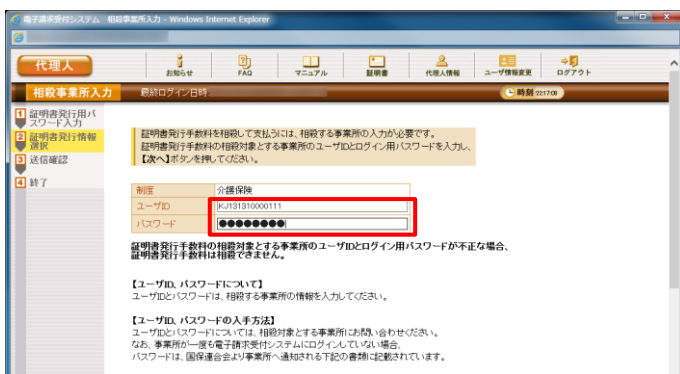 電子請求受付システム 相殺事業所入力 - Windows Internet Explorer
代理人
お知らせ
FAQ
マニュアル
証明書
代理人情報
ユーザ情報変更
ログアウト
相殺事業所入力
最終ログイン日時:
時刻 22:17:08
1 証明書発行用パスワード入力
2 証明書発行情報選択
3 送信確認
4 終了
証明書発行手数料を相殺して支払うには、相殺する事業所の入力が必要です。
証明書発行手数料の相殺対象とする事業所のユーザIDとログイン用パスワードを入力し、
【次へ】ボタンを押してください。
制度 介護保険
ユーザID KJ131310000111
パスワード ●●●●●●●●
証明書発行手数料の相殺対象とする事業所のユーザIDとログイン用パスワードが不正な場合、
証明書発行手数料は相殺できません。
【ユーザID、パスワードについて】
ユーザIDとパスワードは、相殺する事業所の情報を入力してください。
【ユーザID、パスワードの入手方法】
ユーザIDとパスワードについては、相殺対象とする事業所にお問い合わせください。
なお、事業所が一度も電子請求受付システムにログインしていない場合、
パスワードは、国保連合会より事業所へ通知される下記の書類に記載されています。